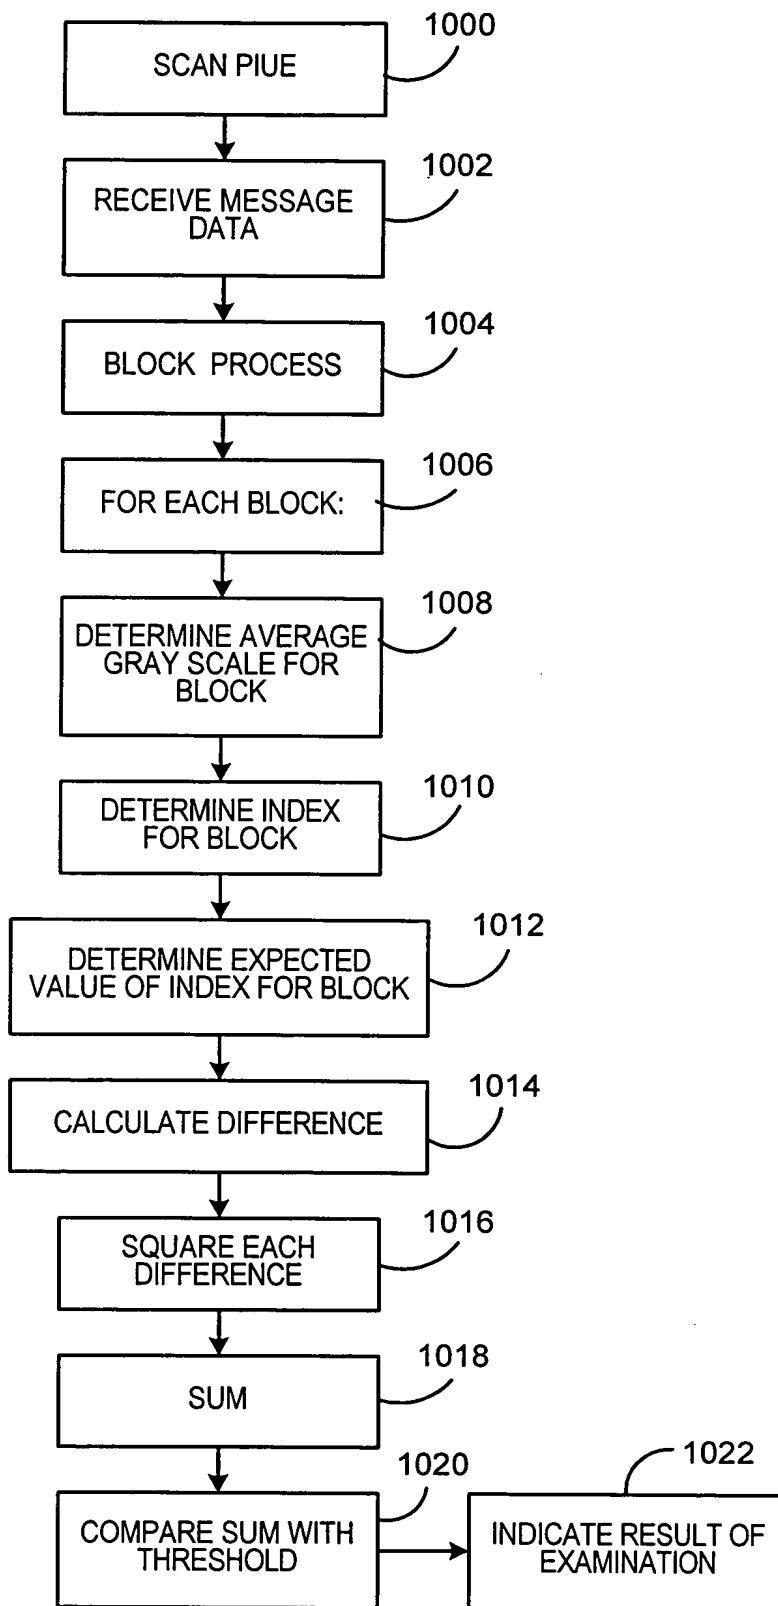 1000
SCAN PIUE
1002
RECEIVE MESSAGE
DATA
1004
BLOCK PROCESS
1006
FOR EACH BLOCK:
1008
DETERMINE AVERAGE
GRAY SCALE FOR
BLOCK
1010
DETERMINE INDEX
FOR BLOCK
1012
DETERMINE EXPECTED
VALUE OF INDEX FOR BLOCK
1014
CALCULATE DIFFERENCE
1016
SQUARE EACH
DIFFERENCE
1018
SUM
1020
COMPARE SUM WITH
THRESHOLD
1022
INDICATE RESULT OF
EXAMINATION